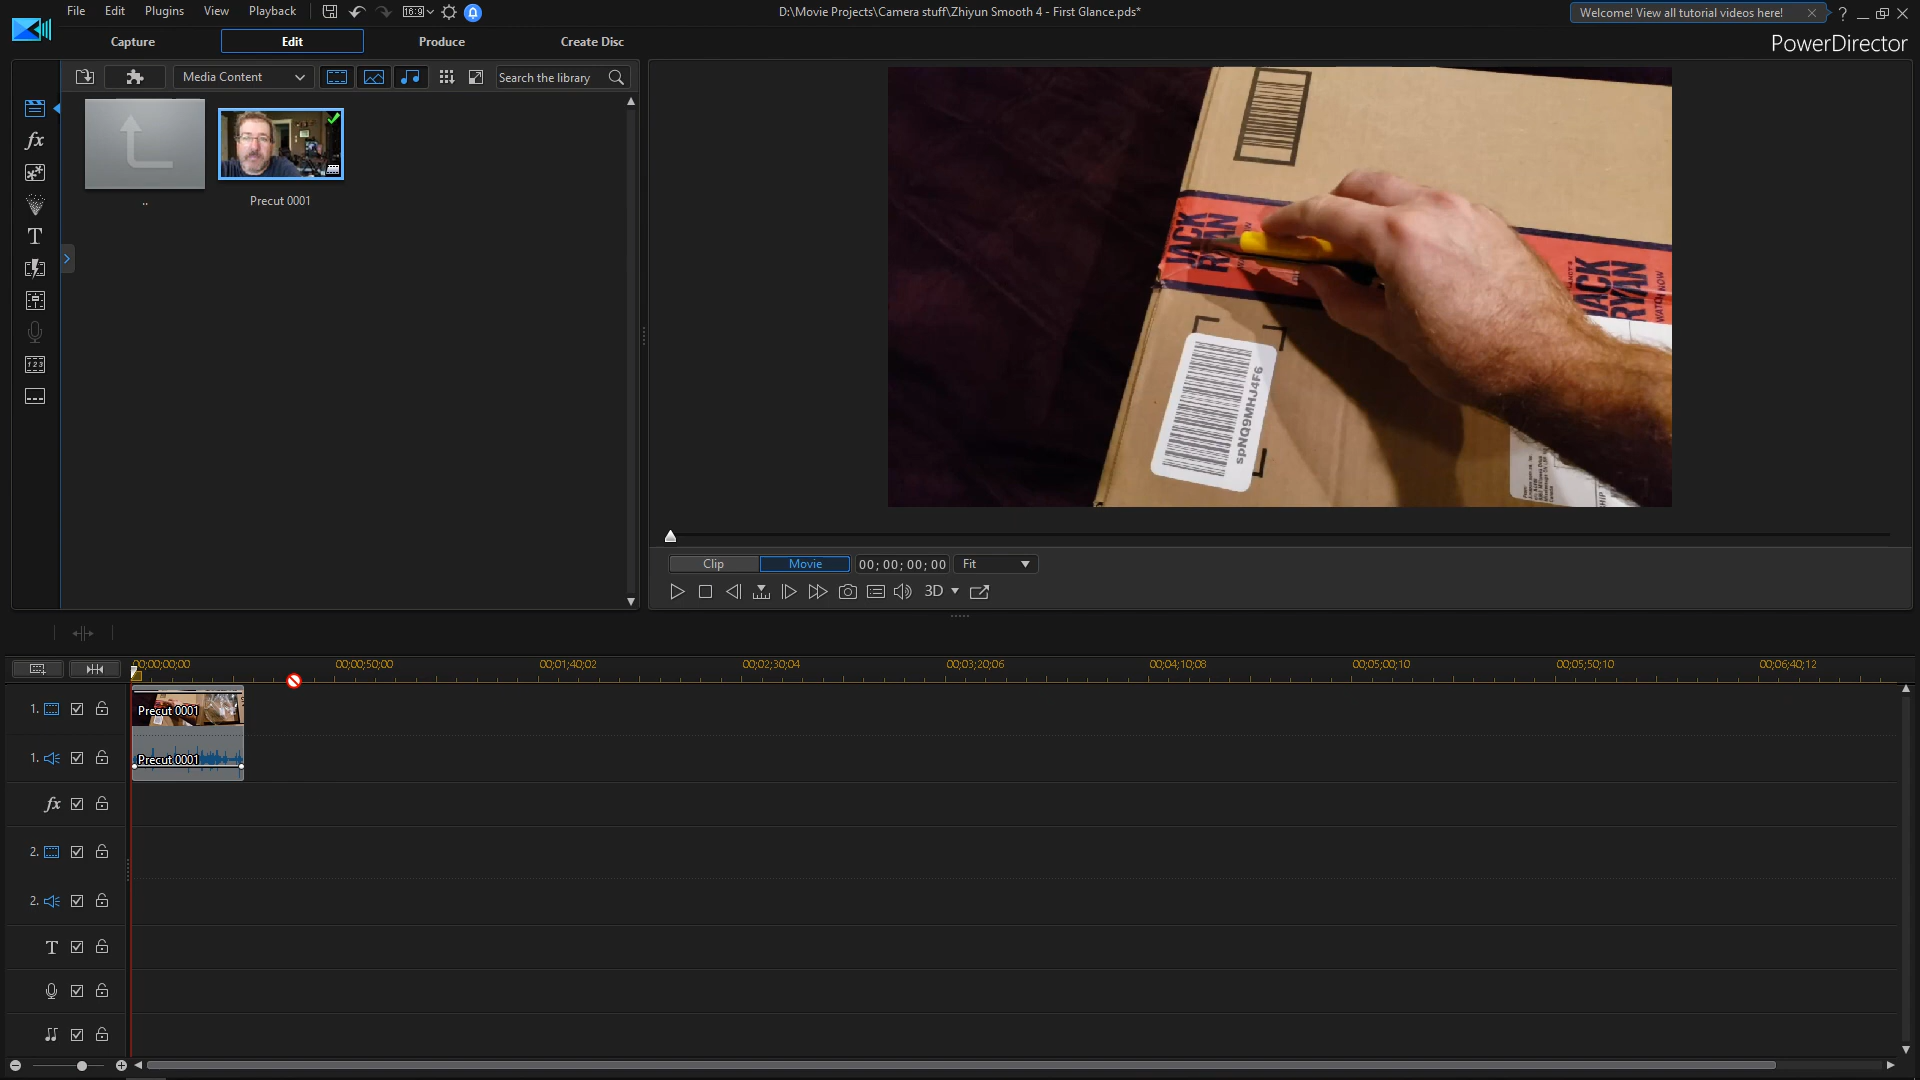 File Edit Plugins View Playback
16:9
D:\Movie Projects\Camera stuff\Zhiyun Smooth 4 - First Glance.pds*
Welcome! View all tutorial videos here!
?
Capture Edit Produce Create Disc
PowerDirector
Media Content
Search the library
fx
T
..
Precut 0001
JACK RYAN
JACK RYAN
WATCH NOW
spNQ9MHJ4F6
Clip Movie 00; 00; 00; 00 Fit
3D
00;00;00;00 00;00;50;00 00;01;40;02 00;02;30;04 00;03;20;06 00;04;10;08 00;05;00;10 00;05;50;10 00;06;40;12
1. Precut 0001
1. Precut 0001
fx
2.
2.
T